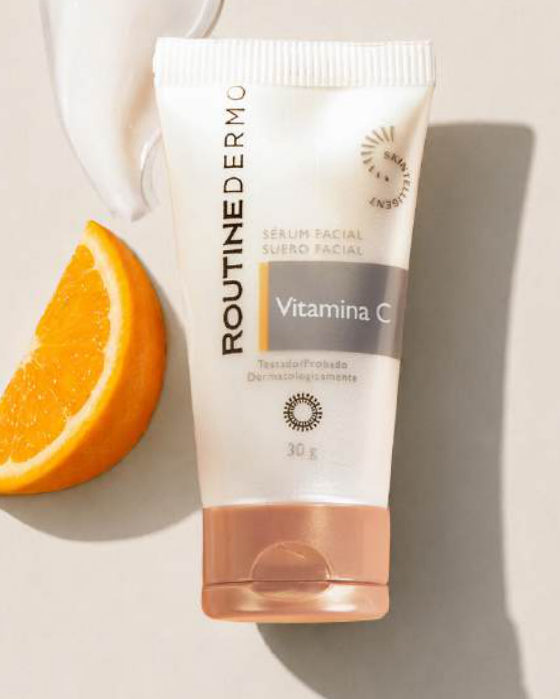 ROUTINEDERMO
SKINTELLIGENT
SÉRUM FACIAL
SUERO FACIAL
Vitamina C
Testado/Probado
Dermatologicamente
30 g